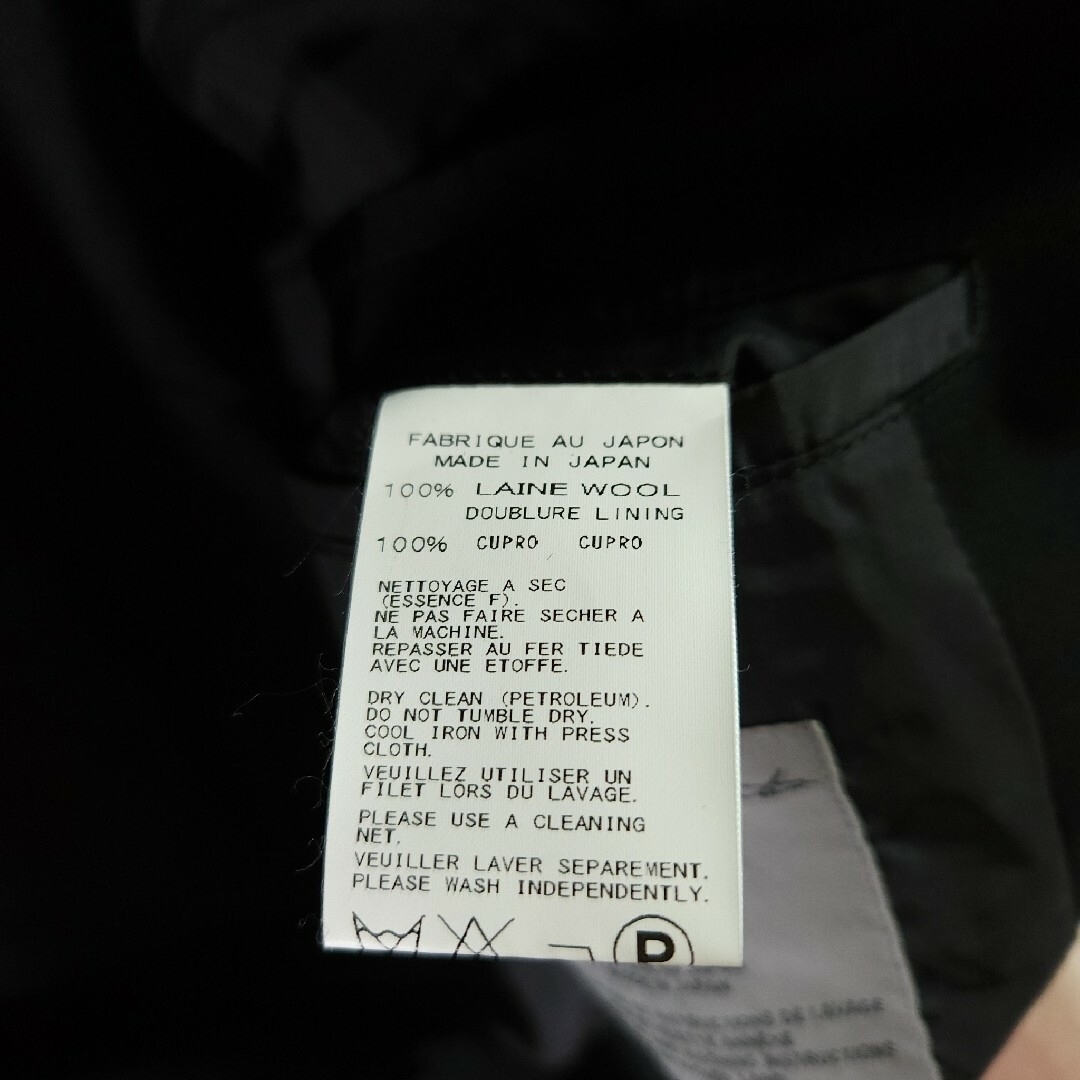 FABRIQUE AU JAPON
MADE IN JAPAN
100% LAINE WOOL
DOUBLURE LINING
100% CUPRO CUPRO
NETTOYAGE A SEC
(ESSENCE F).
NE PAS FAIRE SECHER A
LA MACHINE.
REPASSER AU FER TIEDE
AVEC UNE ETOFFE.
DRY CLEAN (PETROLEUM).
DO NOT TUMBLE DRY.
COOL IRON WITH PRESS
CLOTH.
VEUILLEZ UTILISER UN
FILET LORS DU LAVAGE.
PLEASE USE A CLEANING
NET.
VEUILLER LAVER SEPAREMENT.
PLEASE WASH INDEPENDENTLY.
P
DE LAVAGE
INSTRUCTIONS